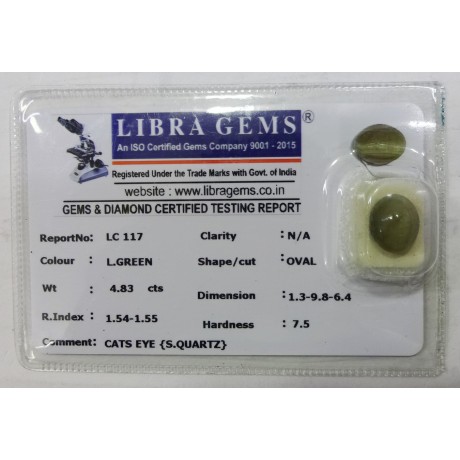 LIBRA GEMS ®
An ISO Certified Gems Company 9001 - 2015
Registered Under the Trade Marks with Govt. of India
website : www.libragems.co.in
GEMS & DIAMOND CERTIFIED TESTING REPORT
ReportNo: LC 117 Clarity : N/A
Colour : L.GREEN Shape/cut : OVAL
Wt : 4.83 cts Dimension : 1.3-9.8-6.4
R.Index : 1.54-1.55 Hardness : 7.5
Comment: CATS EYE {S.QUARTZ}